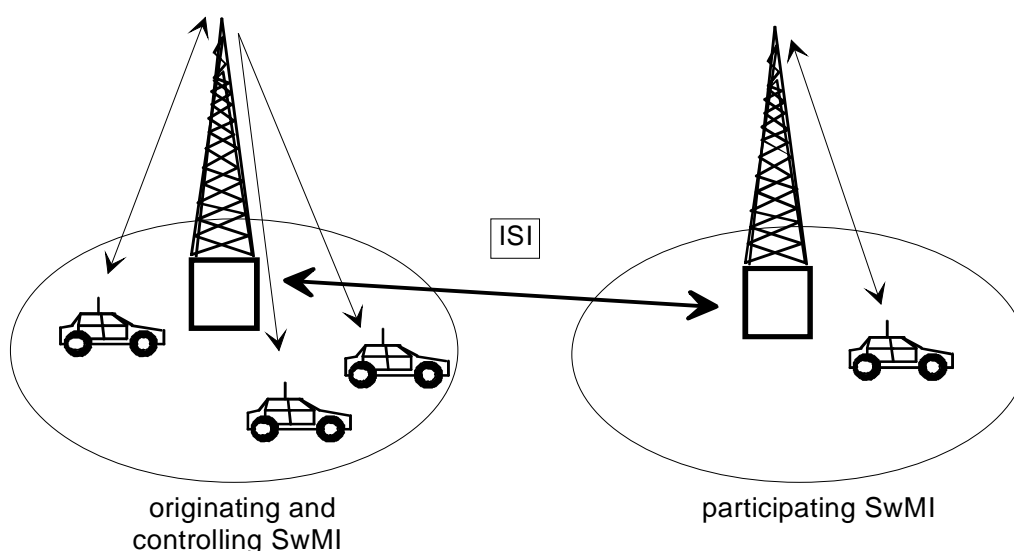 ISI
originating and
controlling SwMI
participating SwMI